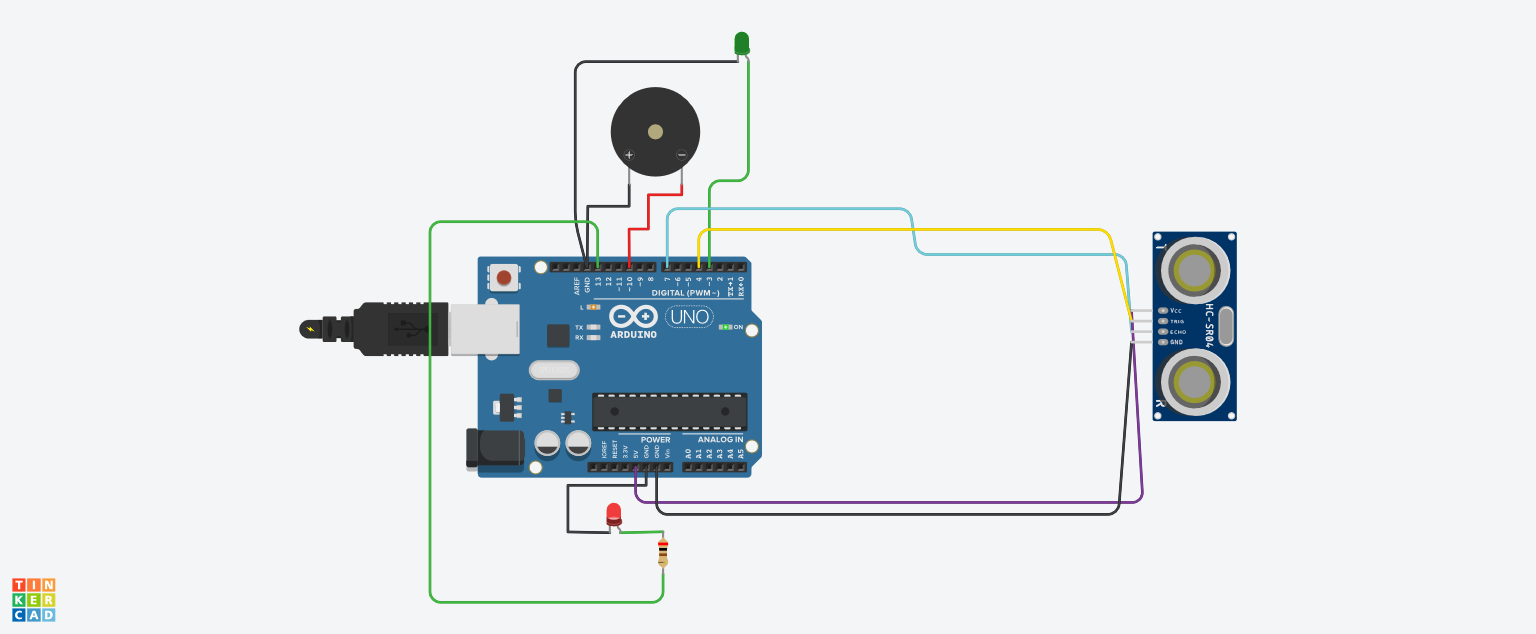 + −
AREF
GND
13
12
~11
~10
~9
8
7
~6
~5
4
~3
2
TX→1
RX←0
DIGITAL (PWM~)
L
TX
RX
ARDUINO
UNO
ON
T
Vcc
TRIG
ECHO
GND
HC-SR04
R
POWER
ANALOG IN
IOREF
RESET
3.3V
5V
GND
GND
Vin
A0
A1
A2
A3
A4
A5
TIN
KER
CAD